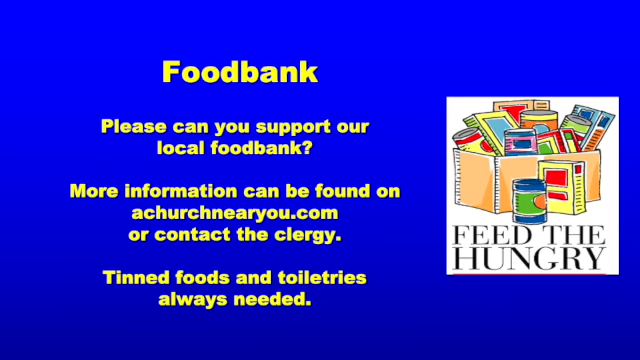 Foodbank
Please can you support our
local foodbank?
More information can be found on
achurchnearyou.com
or contact the clergy.
Tinned foods and toiletries
always needed.
FEED THE
HUNGRY